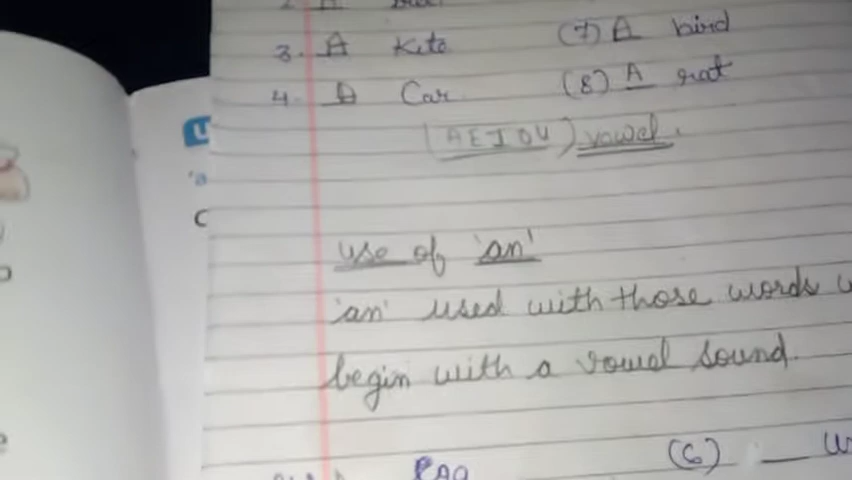 3. A Kite (7) A bird
4. A Car (8) A rat
(AEIOU) vowel.
use of 'an'
'an' used with those words
begin with a vowel sound.
(6)